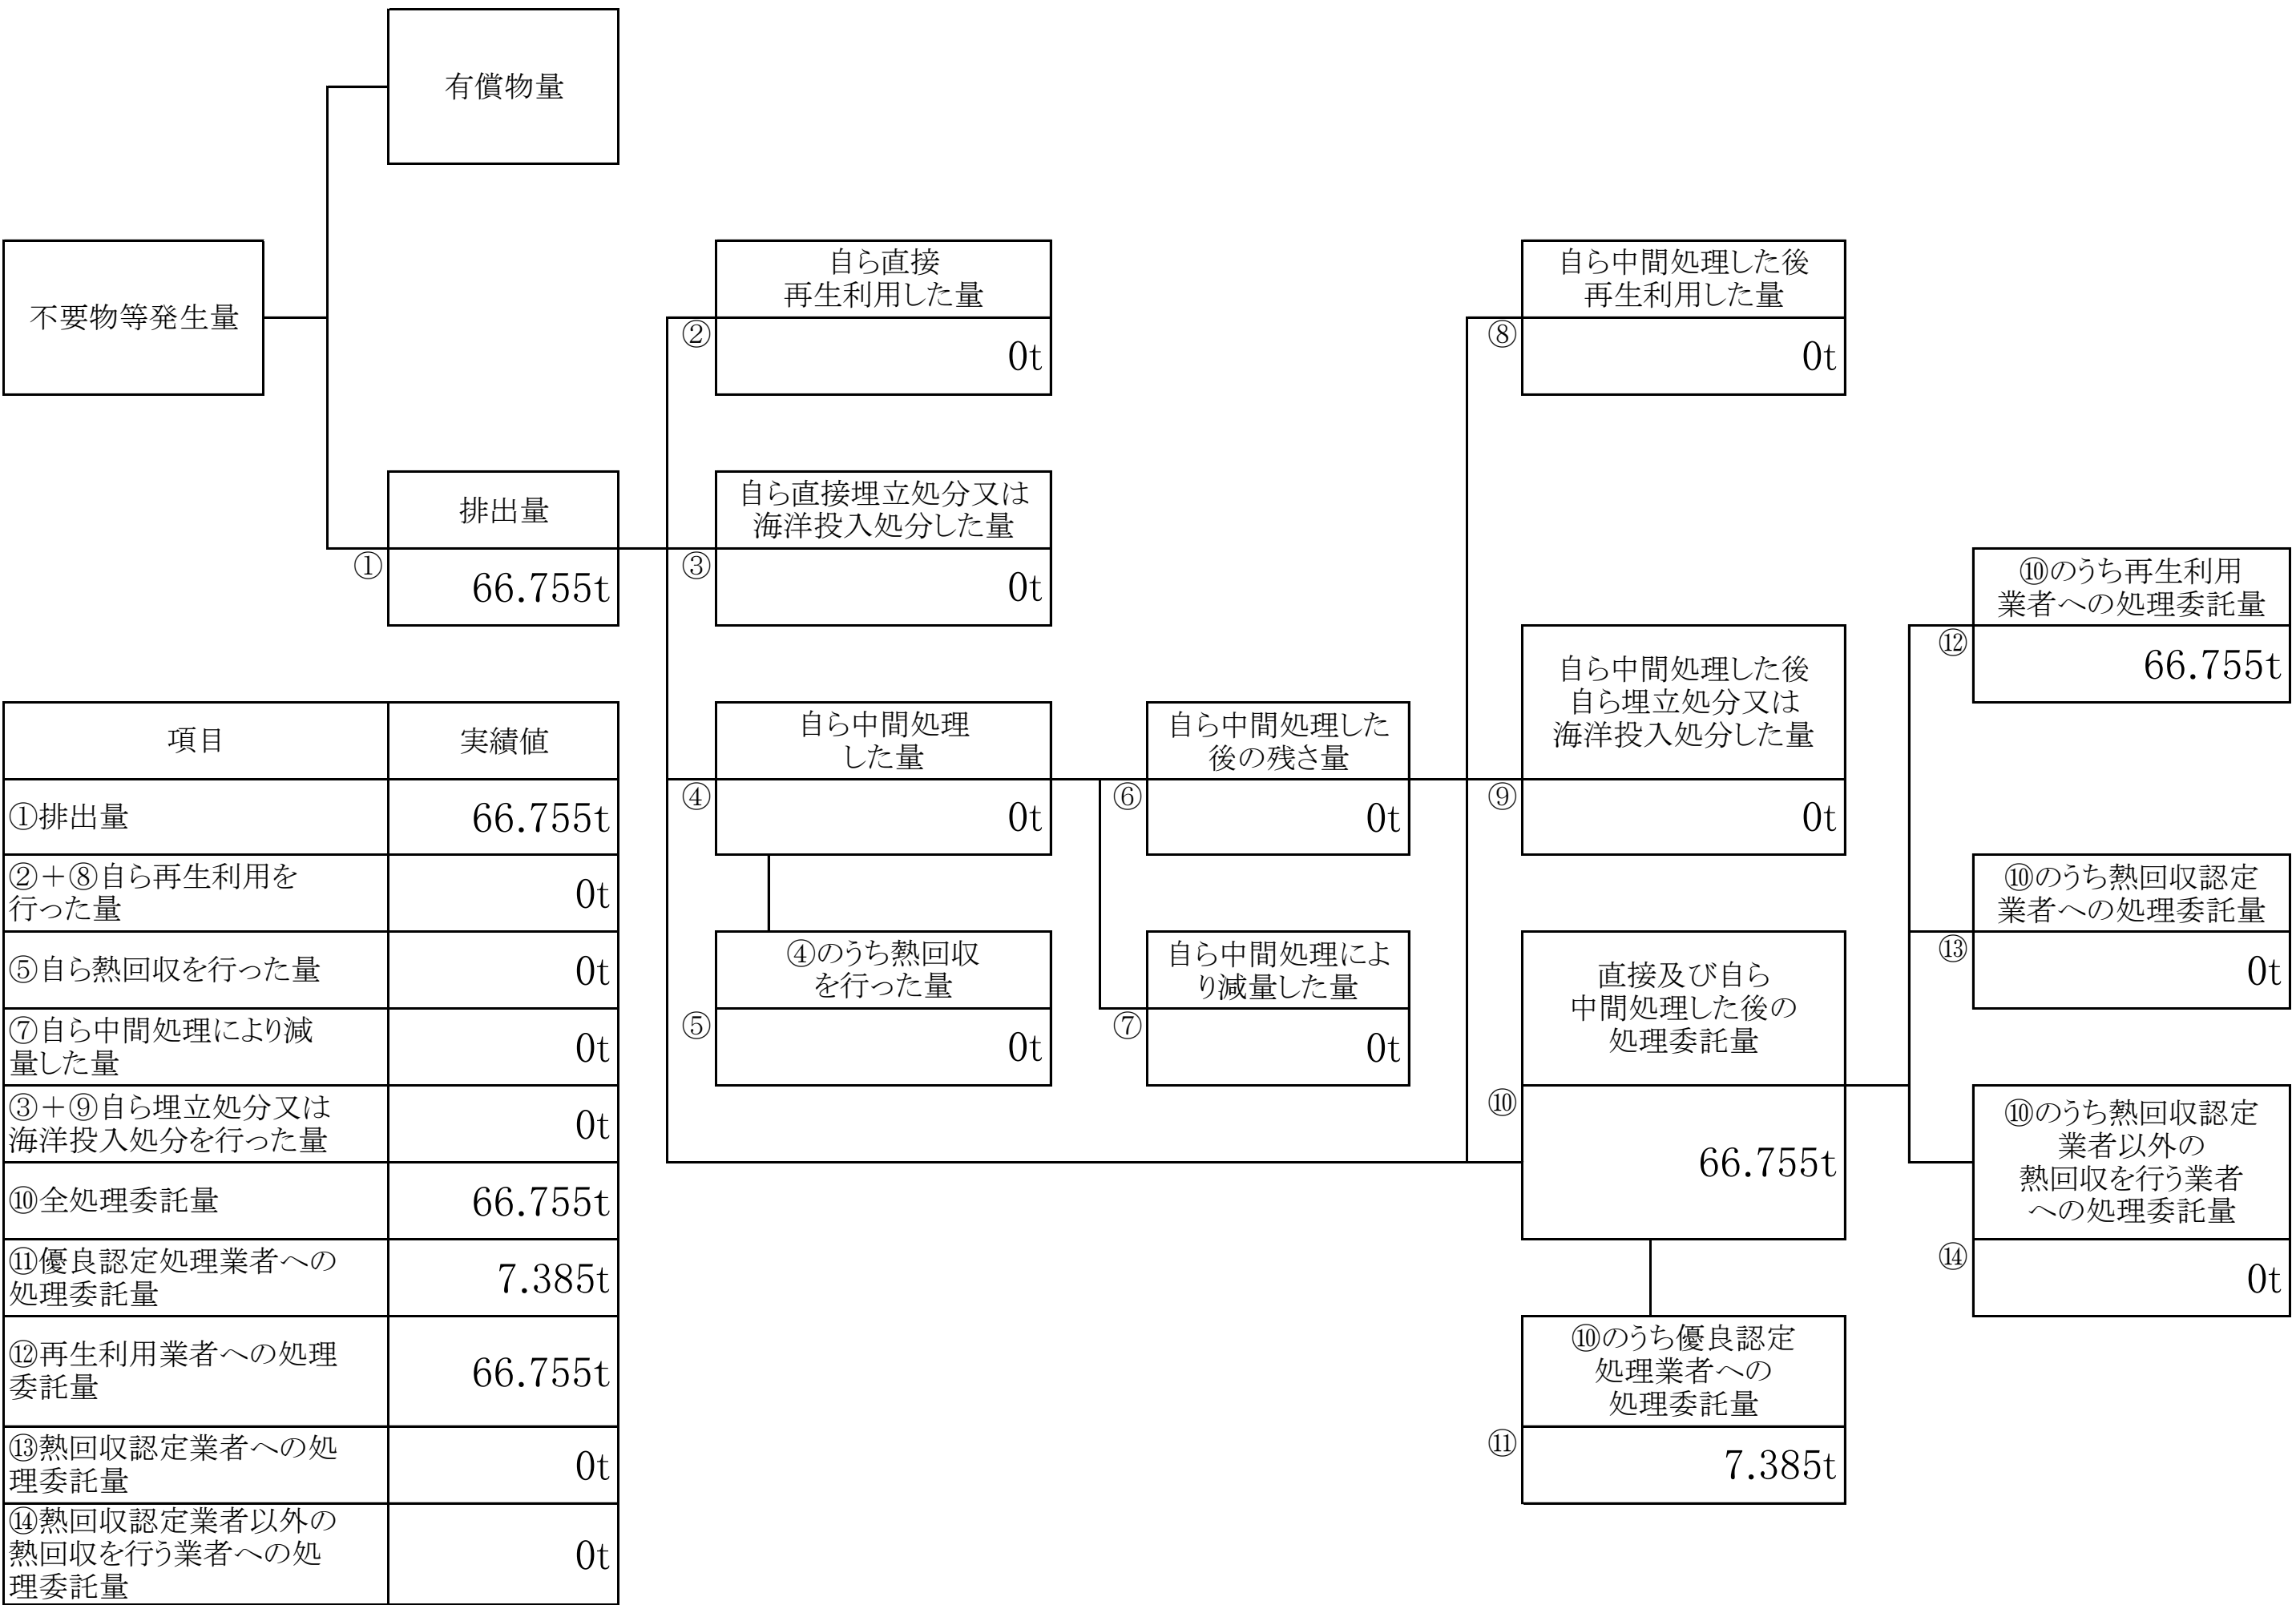 有償物量
不要物等発生量
自ら直接
再生利用した量
②
0t
自ら中間処理した後
再生利用した量
⑧
0t
排出量
①
66.755t
自ら直接埋立処分又は
海洋投入処分した量
③
0t
⑩のうち再生利用
業者への処理委託量
⑫
66.755t
自ら中間処理した後
自ら埋立処分又は
海洋投入処分した量
⑨
0t
自ら中間処理
した量
④
0t
自ら中間処理した
後の残さ量
⑥
0t
⑩のうち熱回収認定
業者への処理委託量
⑬
0t
④のうち熱回収
を行った量
⑤
0t
自ら中間処理によ
り減量した量
⑦
0t
直接及び自ら
中間処理した後の
処理委託量
⑩
66.755t
⑩のうち熱回収認定
業者以外の
熱回収を行う業者
への処理委託量
⑭
0t
⑩のうち優良認定
処理業者への
処理委託量
⑪
7.385t
項目 実績値
①排出量 66.755t
②＋⑧自ら再生利用を
行った量
0t
⑤自ら熱回収を行った量 0t
⑦自ら中間処理により減
量した量
0t
③＋⑨自ら埋立処分又は
海洋投入処分を行った量
0t
⑩全処理委託量 66.755t
⑪優良認定処理業者への
処理委託量
7.385t
⑫再生利用業者への処理
委託量
66.755t
⑬熱回収認定業者への処
理委託量
0t
⑭熱回収認定業者以外の
熱回収を行う業者への処
理委託量
0t